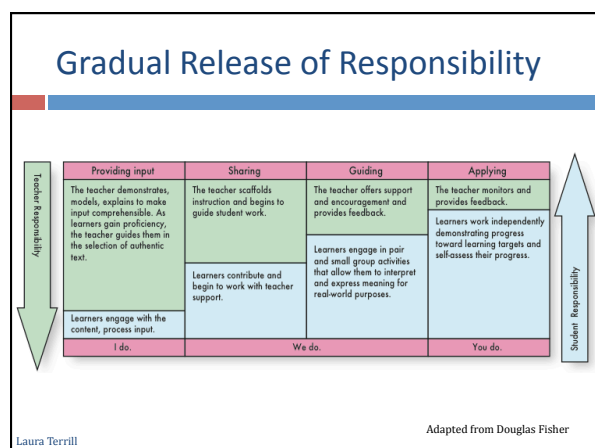 Gradual Release of Responsibility
Teacher Responsibility
Providing input
The teacher demonstrates,
models, explains to make
input comprehensible. As
learners gain proficiency,
the teacher guides them in
the selection of authentic
text.
Learners engage with the
content, process input.
Sharing
The teacher scaffolds
instruction and begins to
guide student work.
Learners contribute and
begin to work with teacher
support.
Guiding
The teacher offers support
and encouragement and
provides feedback.
Learners engage in pair
and small group activities
that allow them to interpret
and express meaning for
real-world purposes.
Applying
The teacher monitors and
provides feedback.
Learners work independently
demonstrating progress
toward learning targets and
self-assess their progress.
I do.
We do.
You do.
Student Responsibility
Adapted from Douglas Fisher
Laura Terrill